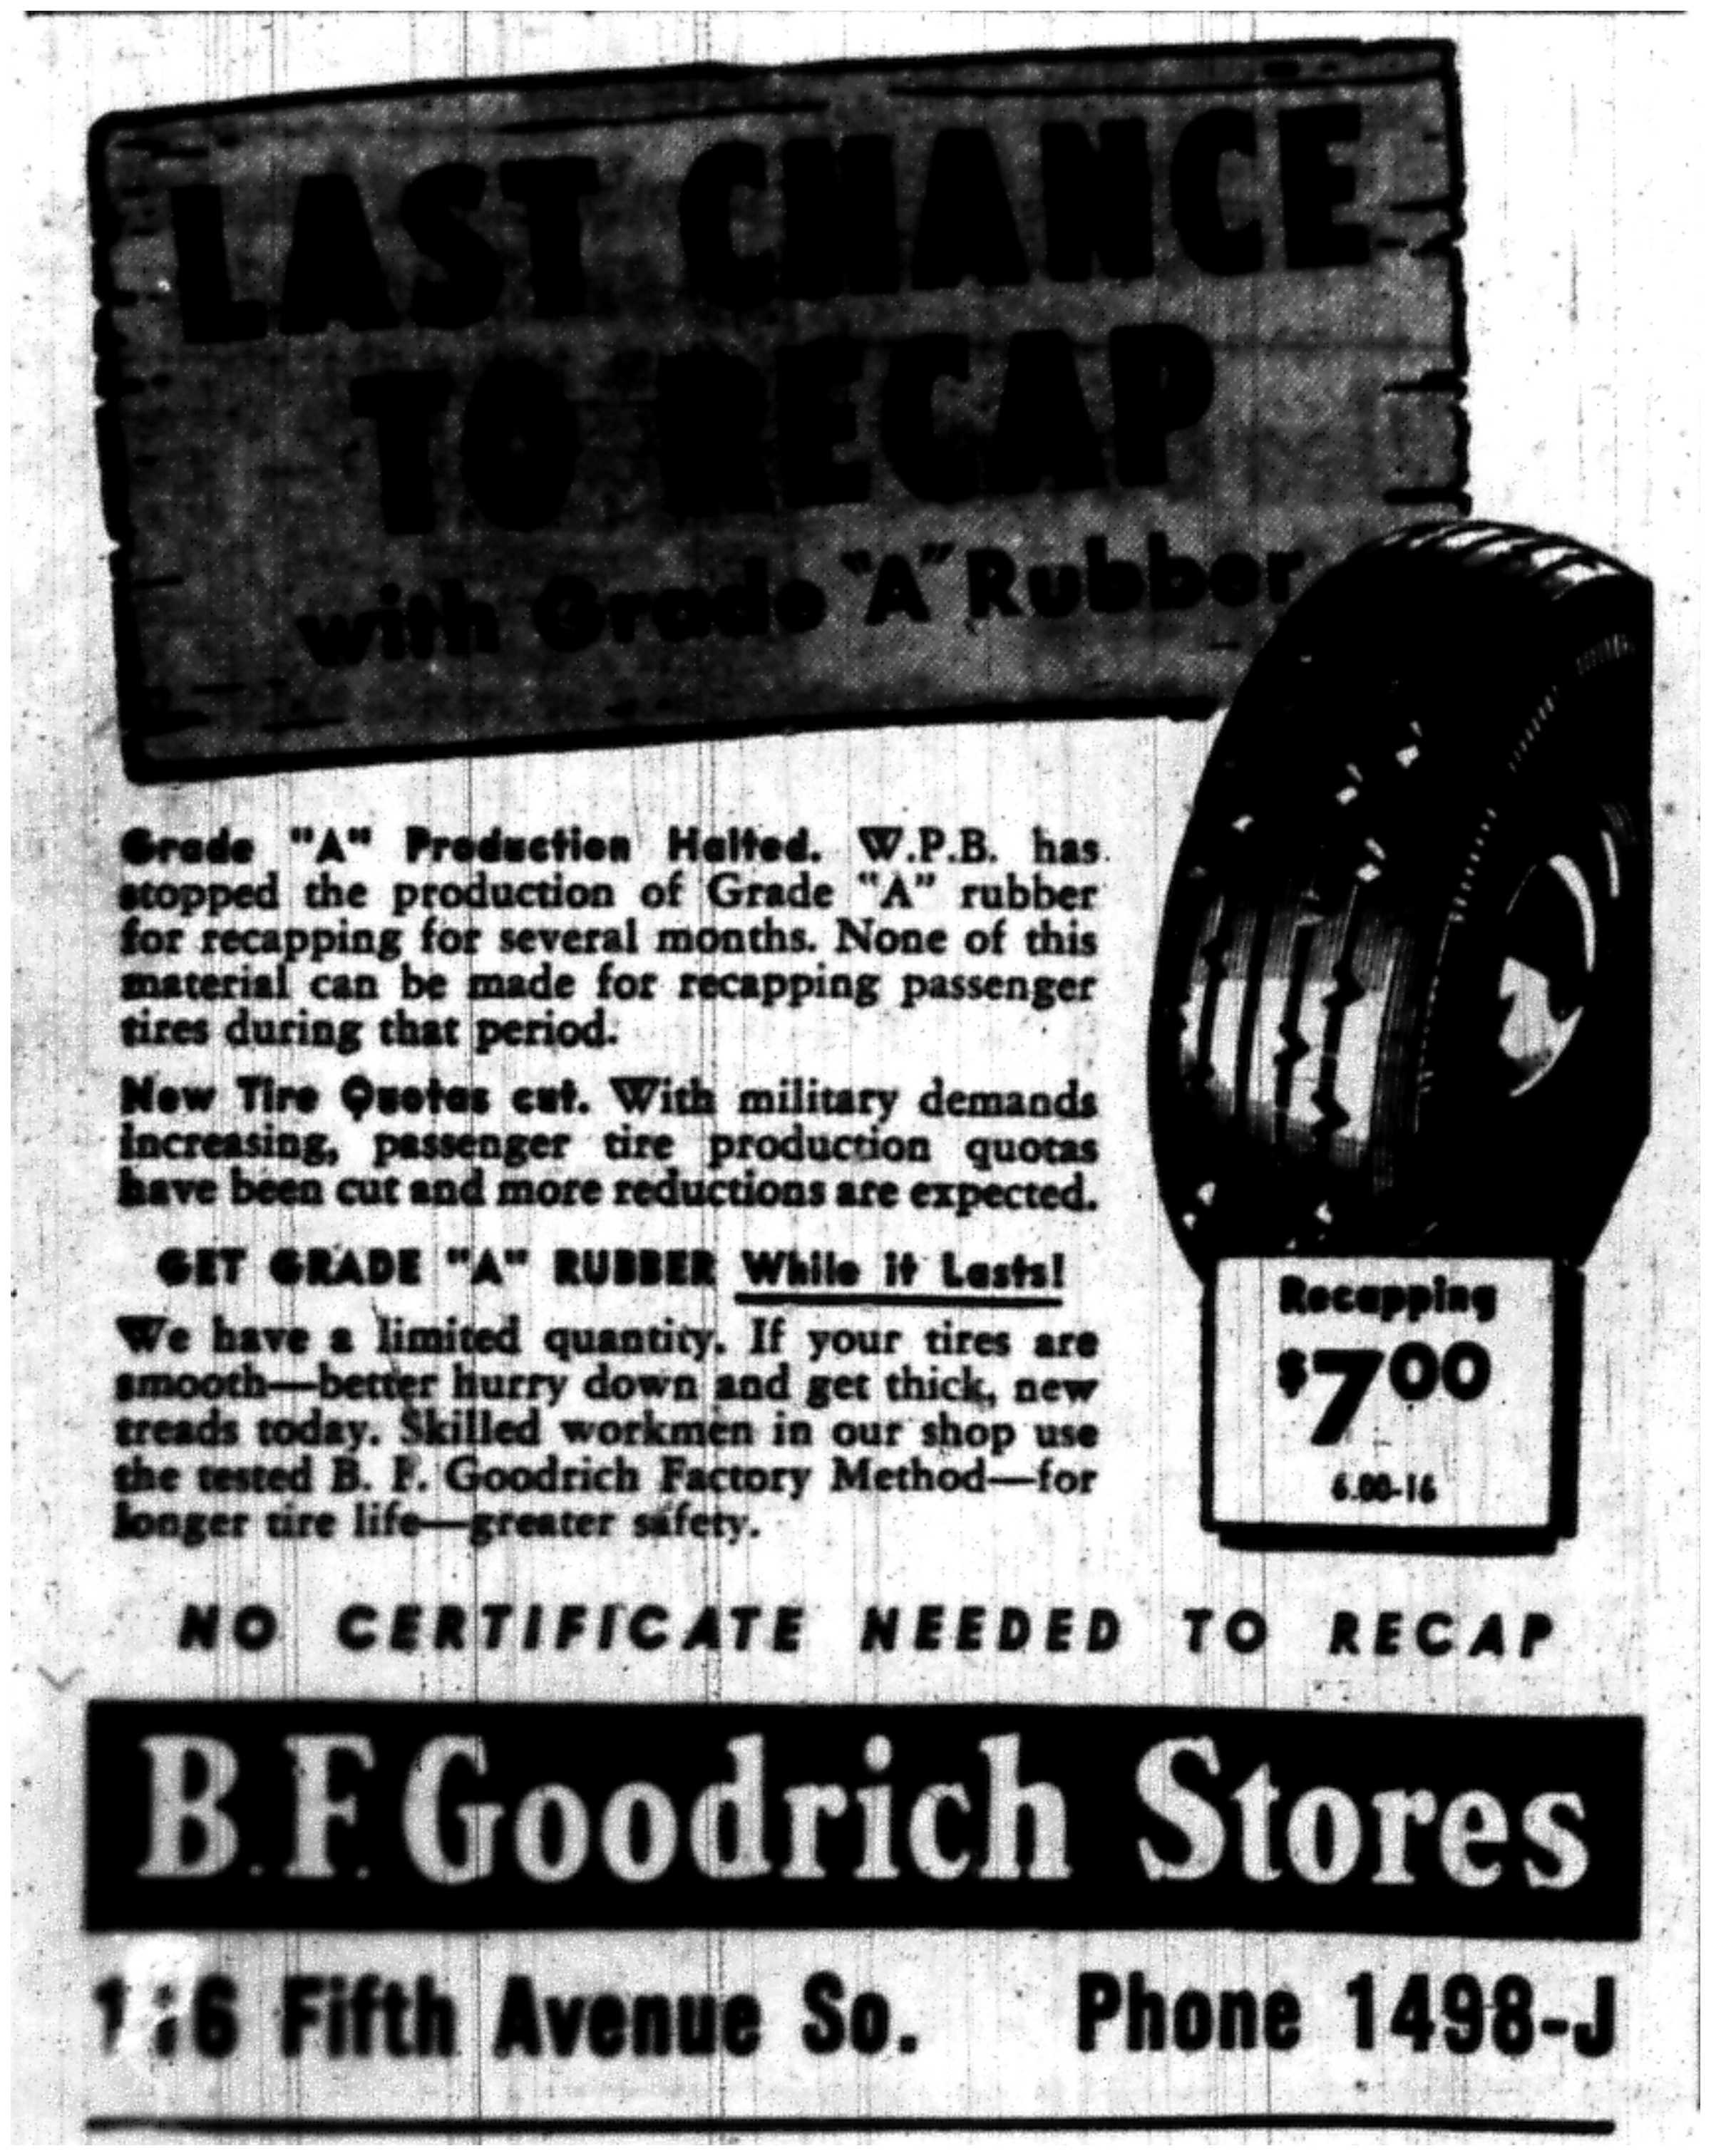 LAST CHANCE
TO RECAP
with Grade "A" Rubber
Grade "A" Production Halted. W.P.B. has
stopped the production of Grade "A" rubber
for recapping for several months. None of this
material can be made for recapping passenger
tires during that period.
New Tire Quotas cut. With military demands
increasing, passenger tire production quotas
have been cut and more reductions are expected.
GET GRADE "A" RUBBER While it Lasts!
We have a limited quantity. If your tires are
smooth—better hurry down and get thick, new
treads today. Skilled workmen in our shop use
the tested B. F. Goodrich Factory Method—for
longer tire life—greater safety.
Recapping
$700
6.00-16
NO CERTIFICATE NEEDED TO RECAP
B.F. Goodrich Stores
Fifth Avenue So. Phone 1498-J